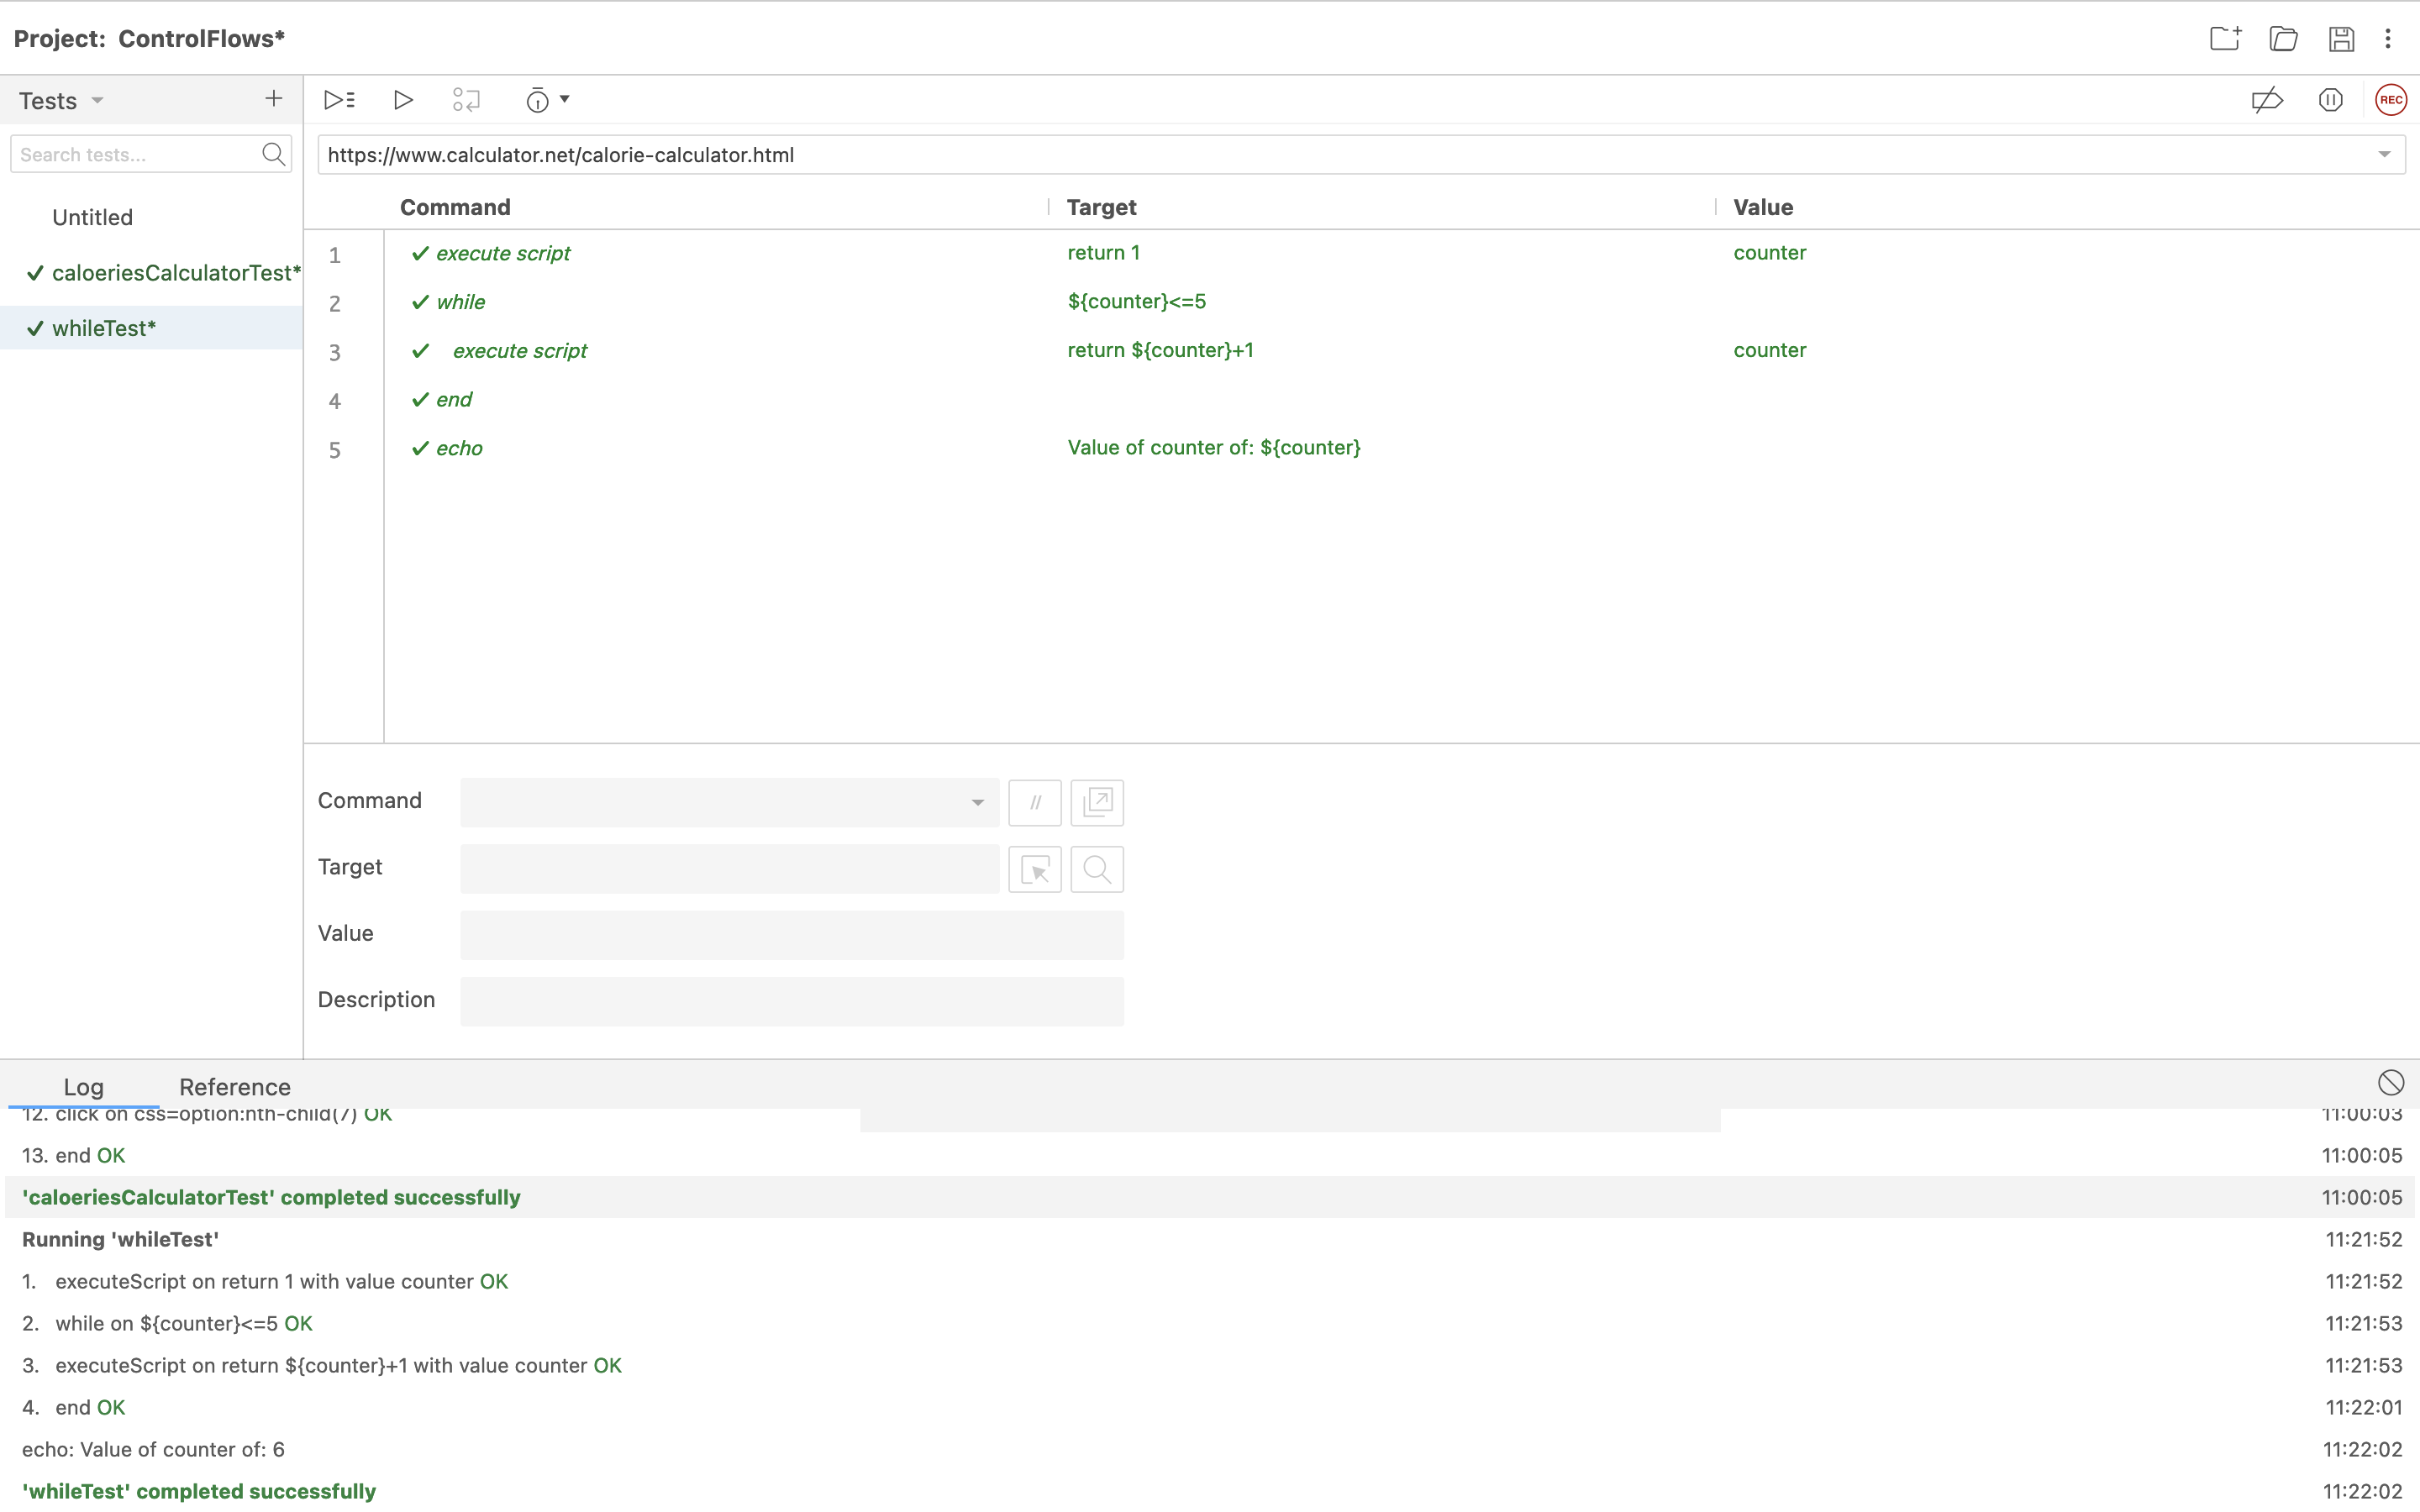 Project: ControlFlows*
Tests
REC
Search tests...
https://www.calculator.net/calorie-calculator.html
Untitled
caloeriesCalculatorTest*
whileTest*
Command Target Value
1 execute script return 1 counter
2 while ${counter}<=5
3 execute script return ${counter}+1 counter
4 end
5 echo Value of counter of: ${counter}
Command //
Target
Value
Description
Log Reference
12. click on css=option:nth-child(7) OK 11:00:03
13. end OK 11:00:05
'caloeriesCalculatorTest' completed successfully 11:00:05
Running 'whileTest' 11:21:52
1. executeScript on return 1 with value counter OK 11:21:52
2. while on ${counter}<=5 OK 11:21:53
3. executeScript on return ${counter}+1 with value counter OK 11:21:53
4. end OK 11:22:01
echo: Value of counter of: 6 11:22:02
'whileTest' completed successfully 11:22:02